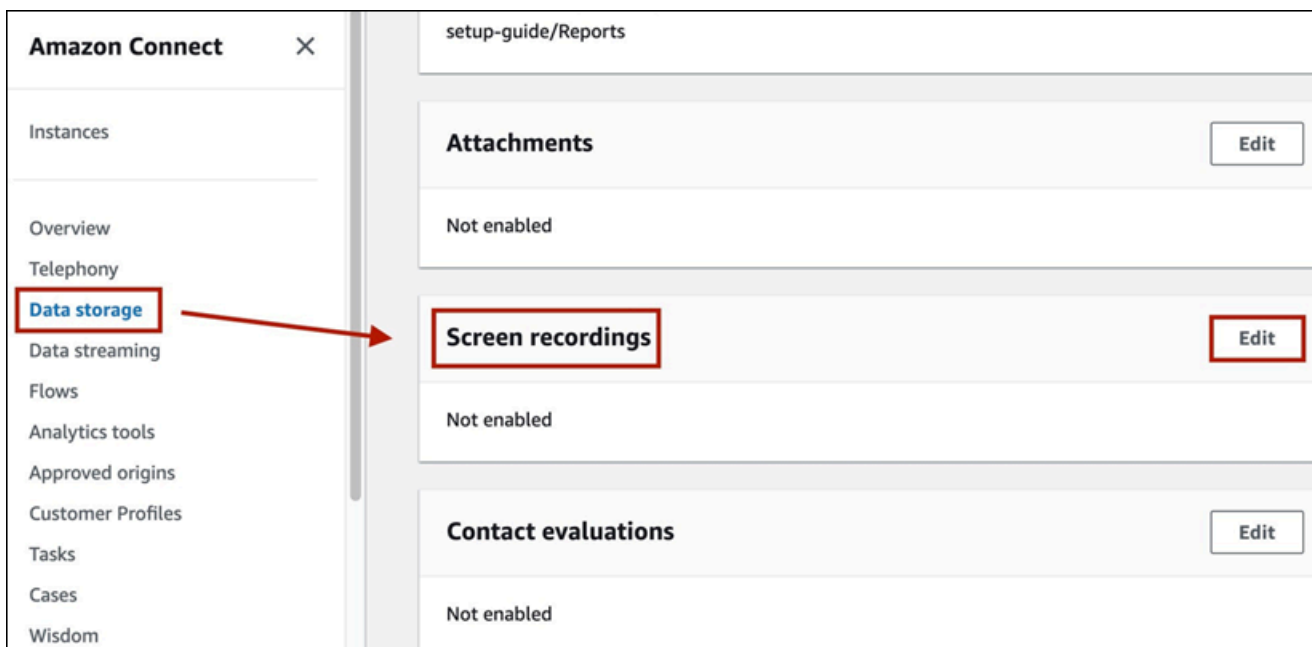 Amazon Connect
Instances
Overview
Telephony
Data storage
Data streaming
Flows
Analytics tools
Approved origins
Customer Profiles
Tasks
Cases
Wisdom
setup-guide/Reports
Attachments
Edit
Not enabled
Screen recordings
Edit
Not enabled
Contact evaluations
Edit
Not enabled